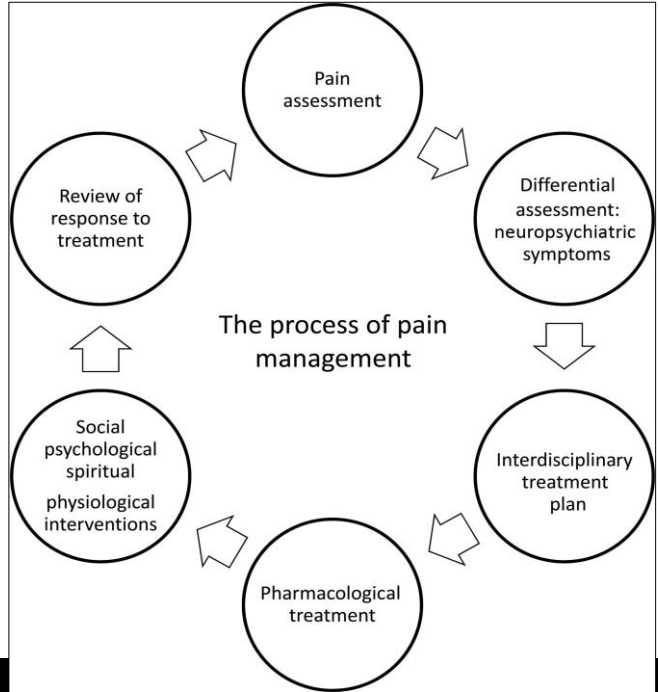 Pain
assessment
Differential
assessment:
neuropsychiatric
symptoms
Interdisciplinary
treatment
plan
Pharmacological
treatment
Social
psychological
spiritual
physiological
interventions
Review of
response to
treatment
The process of pain
management